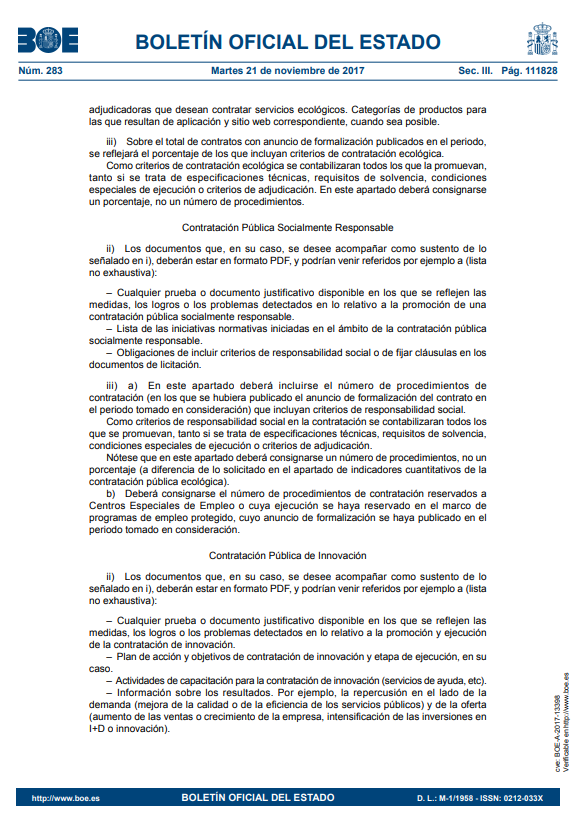 BOE
BOLETÍN OFICIAL DEL ESTADO
Núm. 283
Martes 21 de noviembre de 2017
Sec. III. Pág. 111828
adjudicadoras que desean contratar servicios ecológicos. Categorías de productos para
las que resultan de aplicación y sitio web correspondiente, cuando sea posible.
iii) Sobre el total de contratos con anuncio de formalización publicados en el periodo,
se reflejará el porcentaje de los que incluyan criterios de contratación ecológica.
Como criterios de contratación ecológica se contabilizaran todos los que la promuevan,
tanto si se trata de especificaciones técnicas, requisitos de solvencia, condiciones
especiales de ejecución o criterios de adjudicación. En este apartado deberá consignarse
un porcentaje, no un número de procedimientos.
Contratación Pública Socialmente Responsable
ii) Los documentos que, en su caso, se desee acompañar como sustento de lo
señalado en i), deberán estar en formato PDF, y podrían venir referidos por ejemplo a (lista
no exhaustiva):
– Cualquier prueba o documento justificativo disponible en los que se reflejen las
medidas, los logros o los problemas detectados en lo relativo a la promoción de una
contratación pública socialmente responsable.
– Lista de las iniciativas normativas iniciadas en el ámbito de la contratación pública
socialmente responsable.
– Obligaciones de incluir criterios de responsabilidad social o de fijar cláusulas en los
documentos de licitación.
iii) a) En este apartado deberá incluirse el número de procedimientos de
contratación (en los que se hubiera publicado el anuncio de formalización del contrato en
el periodo tomado en consideración) que incluyan criterios de responsabilidad social.
Como criterios de responsabilidad social en la contratación se contabilizaran todos los
que se promuevan, tanto si se trata de especificaciones técnicas, requisitos de solvencia,
condiciones especiales de ejecución o criterios de adjudicación.
Nótese que en este apartado deberá consignarse un número de procedimientos, no un
porcentaje (a diferencia de lo solicitado en el apartado de indicadores cuantitativos de la
contratación pública ecológica).
b) Deberá consignarse el número de procedimientos de contratación reservados a
Centros Especiales de Empleo o cuya ejecución se haya reservado en el marco de
programas de empleo protegido, cuyo anuncio de formalización se haya publicado en el
periodo tomado en consideración.
Contratación Pública de Innovación
ii) Los documentos que, en su caso, se desee acompañar como sustento de lo
señalado en i), deberán estar en formato PDF, y podrían venir referidos por ejemplo a (lista
no exhaustiva):
– Cualquier prueba o documento justificativo disponible en los que se reflejen las
medidas, los logros o los problemas detectados en lo relativo a la promoción y ejecución
de la contratación de innovación.
– Plan de acción y objetivos de contratación de innovación y etapa de ejecución, en su
caso.
– Actividades de capacitación para la contratación de innovación (servicios de ayuda, etc).
– Información sobre los resultados. Por ejemplo, la repercusión en el lado de la
demanda (mejora de la calidad o de la eficiencia de los servicios públicos) y de la oferta
(aumento de las ventas o crecimiento de la empresa, intensificación de las inversiones en
I+D o innovación).
cve: BOE-A-2017-13398
Verificable en http://www.boe.es
http://www.boe.es
BOLETÍN OFICIAL DEL ESTADO
D. L.: M-1/1958 - ISSN: 0212-033X